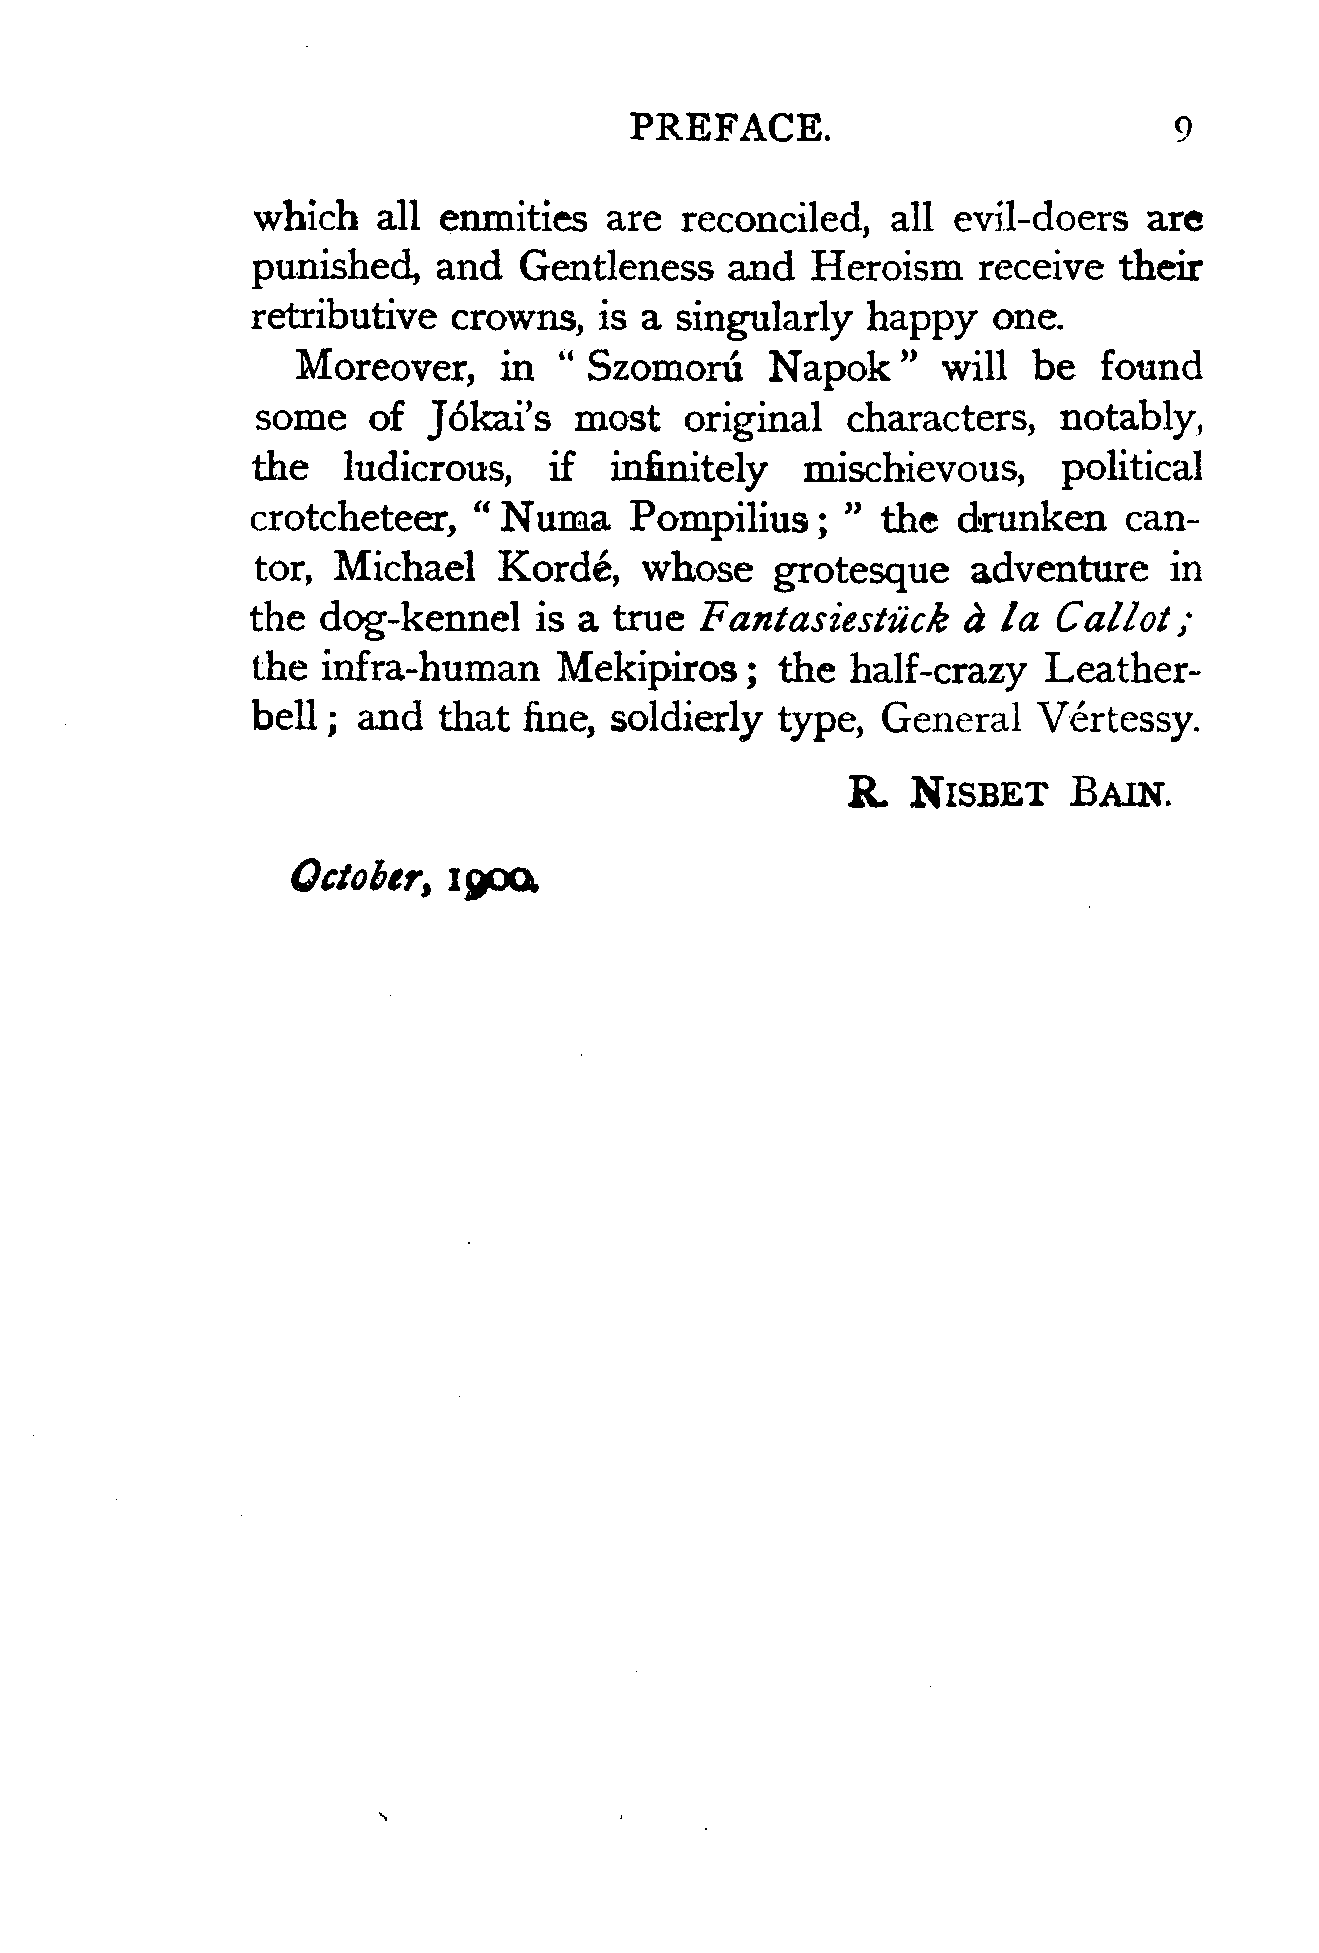 PREFACE. 9
which all enmities are reconciled, all evil-doers are
punished, and Gentleness and Heroism receive their
retributive crowns, is a singularly happy one.
Moreover, in “ Szomorú Napok ” will be found
some of Jókai’s most original characters, notably,
the ludicrous, if infinitely mischievous, political
crotcheteer, “ Numa Pompilius ; ” the drunken can-
tor, Michael Kordé, whose grotesque adventure in
the dog-kennel is a true Fantasiestück à la Callot ;
the infra-human Mekipiros ; the half-crazy Leather-
bell ; and that fine, soldierly type, General Vértessy.
R. NISBET BAIN.
October, 1900.